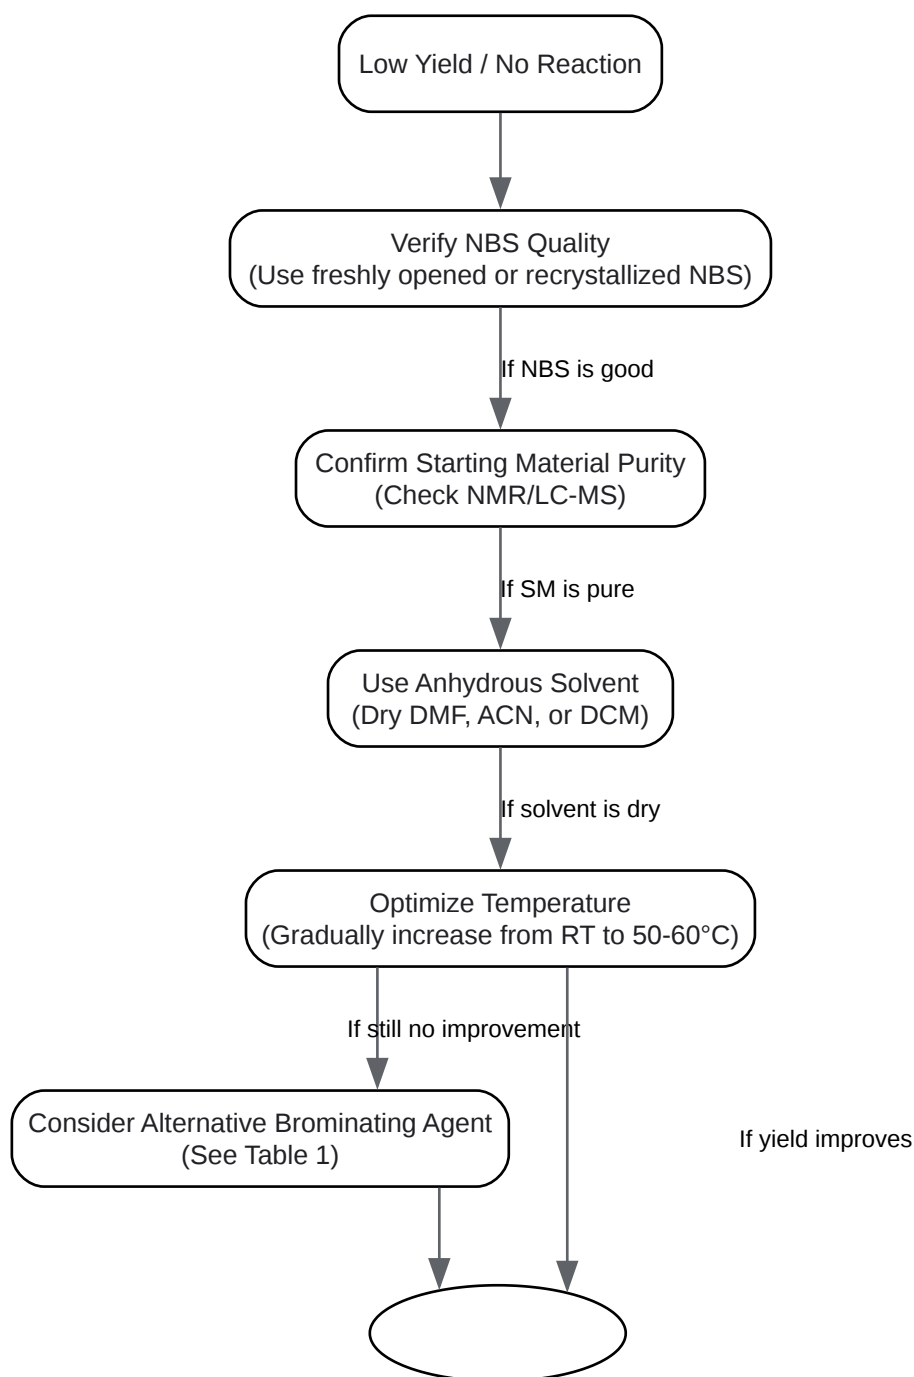 Low Yield / No Reaction
Verify NBS Quality
(Use freshly opened or recrystallized NBS)
If NBS is good
Confirm Starting Material Purity
(Check NMR/LC-MS)
If SM is pure
Use Anhydrous Solvent
(Dry DMF, ACN, or DCM)
If solvent is dry
Optimize Temperature
(Gradually increase from RT to 50-60°C)
If still no improvement
Consider Alternative Brominating Agent
(See Table 1)
If yield improves